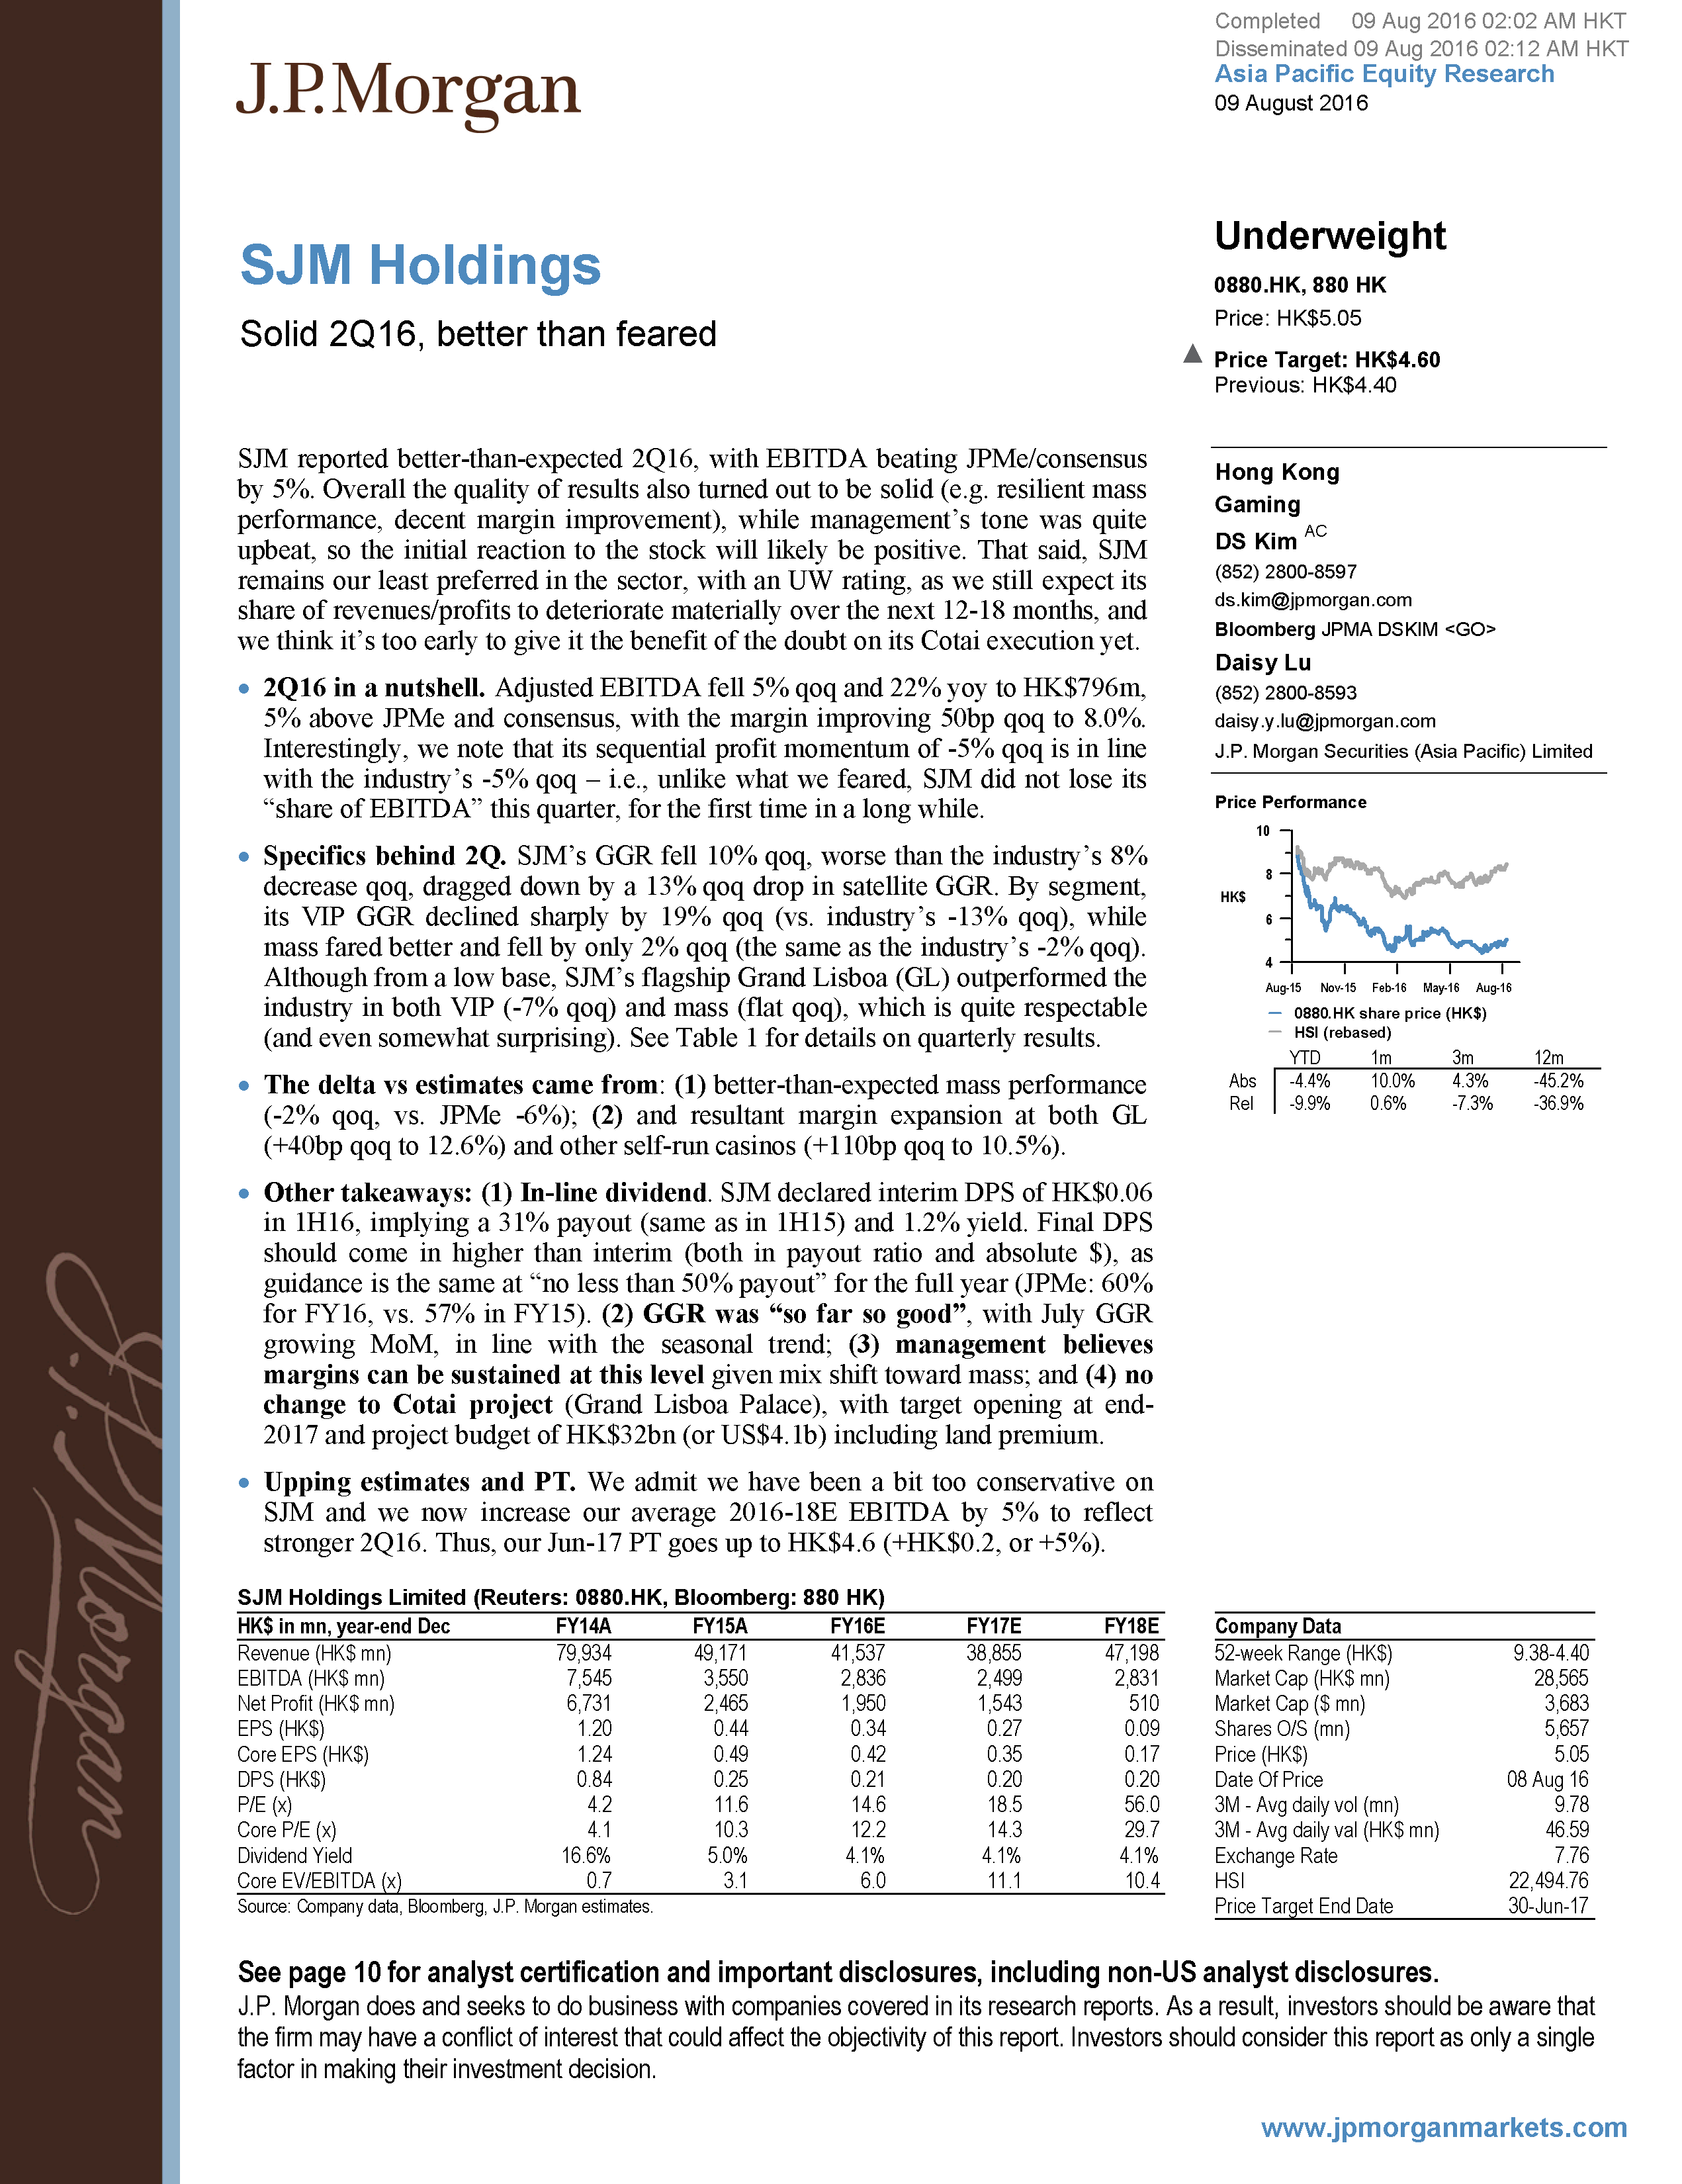 Completed 09 Aug 2016 02:02 AM HKT
Disseminated 09 Aug 2016 02:12 AM HKT
Asia Pacific Equity Research
09 August 2016
J.P.Morgan
SJM Holdings
Solid 2Q16, better than feared
Underweight
0880.HK, 880 HK
Price: HK$5.05
▲ Price Target: HK$4.60
Previous: HK$4.40
SJM reported better-than-expected 2Q16, with EBITDA beating JPMe/consensus
by 5%. Overall the quality of results also turned out to be solid (e.g. resilient mass
performance, decent margin improvement), while management’s tone was quite
upbeat, so the initial reaction to the stock will likely be positive. That said, SJM
remains our least preferred in the sector, with an UW rating, as we still expect its
share of revenues/profits to deteriorate materially over the next 12-18 months, and
we think it’s too early to give it the benefit of the doubt on its Cotai execution yet.
• 2Q16 in a nutshell. Adjusted EBITDA fell 5% qoq and 22% yoy to HK$796m,
5% above JPMe and consensus, with the margin improving 50bp qoq to 8.0%.
Interestingly, we note that its sequential profit momentum of -5% qoq is in line
with the industry’s -5% qoq – i.e., unlike what we feared, SJM did not lose its
“share of EBITDA” this quarter, for the first time in a long while.
• Specifics behind 2Q. SJM’s GGR fell 10% qoq, worse than the industry’s 8%
decrease qoq, dragged down by a 13% qoq drop in satellite GGR. By segment,
its VIP GGR declined sharply by 19% qoq (vs. industry’s -13% qoq), while
mass fared better and fell by only 2% qoq (the same as the industry’s -2% qoq).
Although from a low base, SJM’s flagship Grand Lisboa (GL) outperformed the
industry in both VIP (-7% qoq) and mass (flat qoq), which is quite respectable
(and even somewhat surprising). See Table 1 for details on quarterly results.
• The delta vs estimates came from: (1) better-than-expected mass performance
(-2% qoq, vs. JPMe -6%); (2) and resultant margin expansion at both GL
(+40bp qoq to 12.6%) and other self-run casinos (+110bp qoq to 10.5%).
• Other takeaways: (1) In-line dividend. SJM declared interim DPS of HK$0.06
in 1H16, implying a 31% payout (same as in 1H15) and 1.2% yield. Final DPS
should come in higher than interim (both in payout ratio and absolute $), as
guidance is the same at “no less than 50% payout” for the full year (JPMe: 60%
for FY16, vs. 57% in FY15). (2) GGR was “so far so good”, with July GGR
growing MoM, in line with the seasonal trend; (3) management believes
margins can be sustained at this level given mix shift toward mass; and (4) no
change to Cotai project (Grand Lisboa Palace), with target opening at end-
2017 and project budget of HK$32bn (or US$4.1b) including land premium.
• Upping estimates and PT. We admit we have been a bit too conservative on
SJM and we now increase our average 2016-18E EBITDA by 5% to reflect
stronger 2Q16. Thus, our Jun-17 PT goes up to HK$4.6 (+HK$0.2, or +5%).
Hong Kong
Gaming
DS Kim AC
(852) 2800-8597
ds.kim@jpmorgan.com
Bloomberg JPMA DSKIM <GO>
Daisy Lu
(852) 2800-8593
daisy.y.lu@jpmorgan.com
J.P. Morgan Securities (Asia Pacific) Limited
Price Performance
10
8
HK$
6
4
Aug-15 Nov-15 Feb-16 May-16 Aug-16
0880.HK share price (HK$)
HSI (rebased)
YTD 1m 3m 12m
Abs -4.4% 10.0% 4.3% -45.2%
Rel -9.9% 0.6% -7.3% -36.9%
SJM Holdings Limited (Reuters: 0880.HK, Bloomberg: 880 HK)
HK$ in mn, year-end Dec FY14A FY15A FY16E FY17E FY18E
Revenue (HK$ mn) 79,934 49,171 41,537 38,855 47,198
EBITDA (HK$ mn) 7,545 3,550 2,836 2,499 2,831
Net Profit (HK$ mn) 6,731 2,465 1,950 1,543 510
EPS (HK$) 1.20 0.44 0.34 0.27 0.09
Core EPS (HK$) 1.24 0.49 0.42 0.35 0.17
DPS (HK$) 0.84 0.25 0.21 0.20 0.20
P/E (x) 4.2 11.6 14.6 18.5 56.0
Core P/E (x) 4.1 10.3 12.2 14.3 29.7
Dividend Yield 16.6% 5.0% 4.1% 4.1% 4.1%
Core EV/EBITDA (x) 0.7 3.1 6.0 11.1 10.4
Source: Company data, Bloomberg, J.P. Morgan estimates.
Company Data
52-week Range (HK$) 9.38-4.40
Market Cap (HK$ mn) 28,565
Market Cap ($ mn) 3,683
Shares O/S (mn) 5,657
Price (HK$) 5.05
Date Of Price 08 Aug 16
3M - Avg daily vol (mn) 9.78
3M - Avg daily val (HK$ mn) 46.59
Exchange Rate 7.76
HSI 22,494.76
Price Target End Date 30-Jun-17
See page 10 for analyst certification and important disclosures, including non-US analyst disclosures.
J.P. Morgan does and seeks to do business with companies covered in its research reports. As a result, investors should be aware that
the firm may have a conflict of interest that could affect the objectivity of this report. Investors should consider this report as only a single
factor in making their investment decision.
www.jpmorganmarkets.com
J.P. Morgan